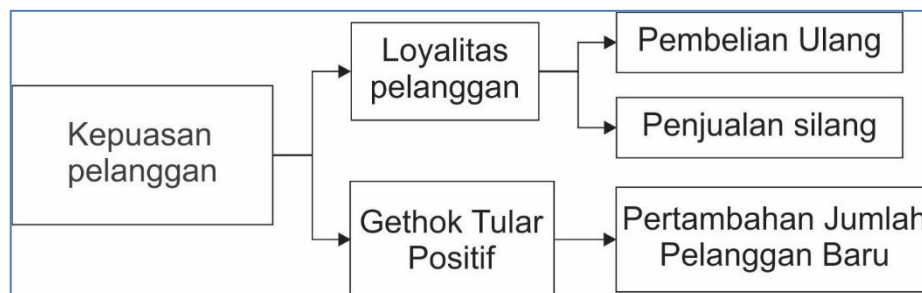 Kepuasan
pelanggan
Loyalitas
pelanggan
Pembelian Ulang
Penjualan silang
Gethok Tular
Positif
Pertambahan Jumlah
Pelanggan Baru